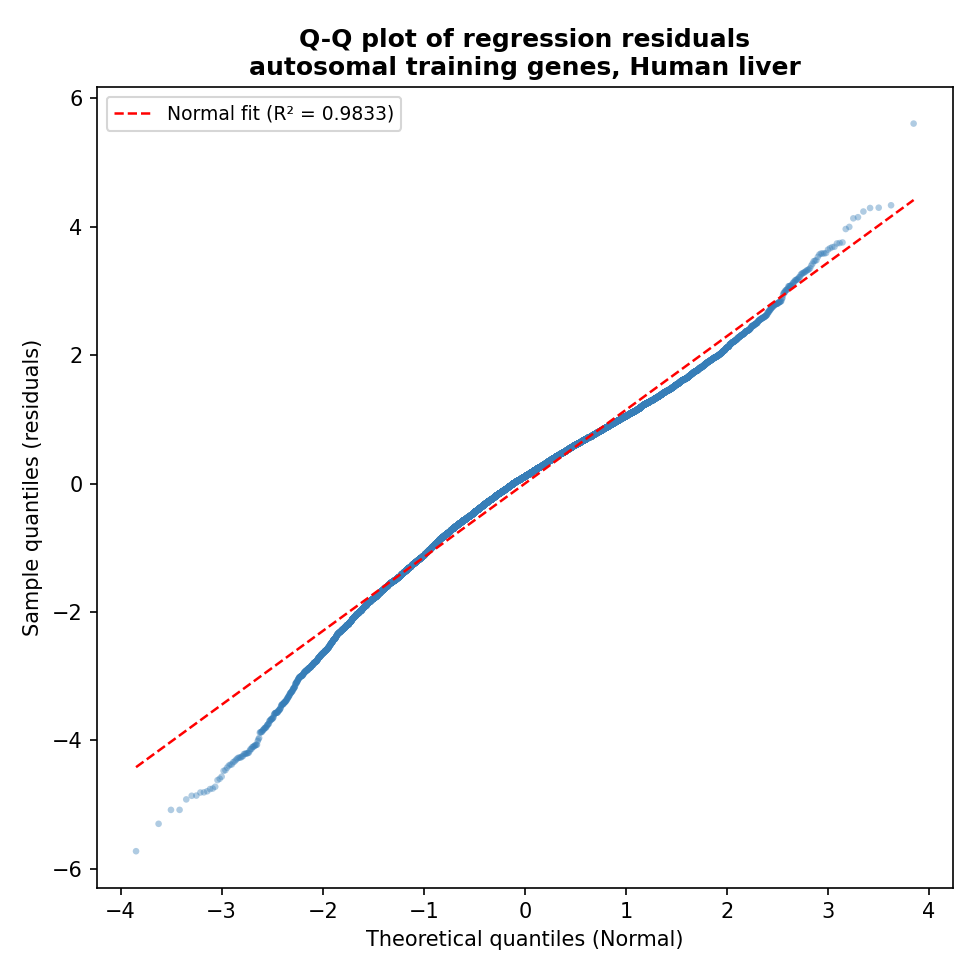 Q-Q plot of regression residuals
autosomal training genes, Human liver
Normal fit (R² = 0.9833)
6
4
2
0
−2
−4
−6
Sample quantiles (residuals)
−4 −3 −2 −1 0 1 2 3 4
Theoretical quantiles (Normal)